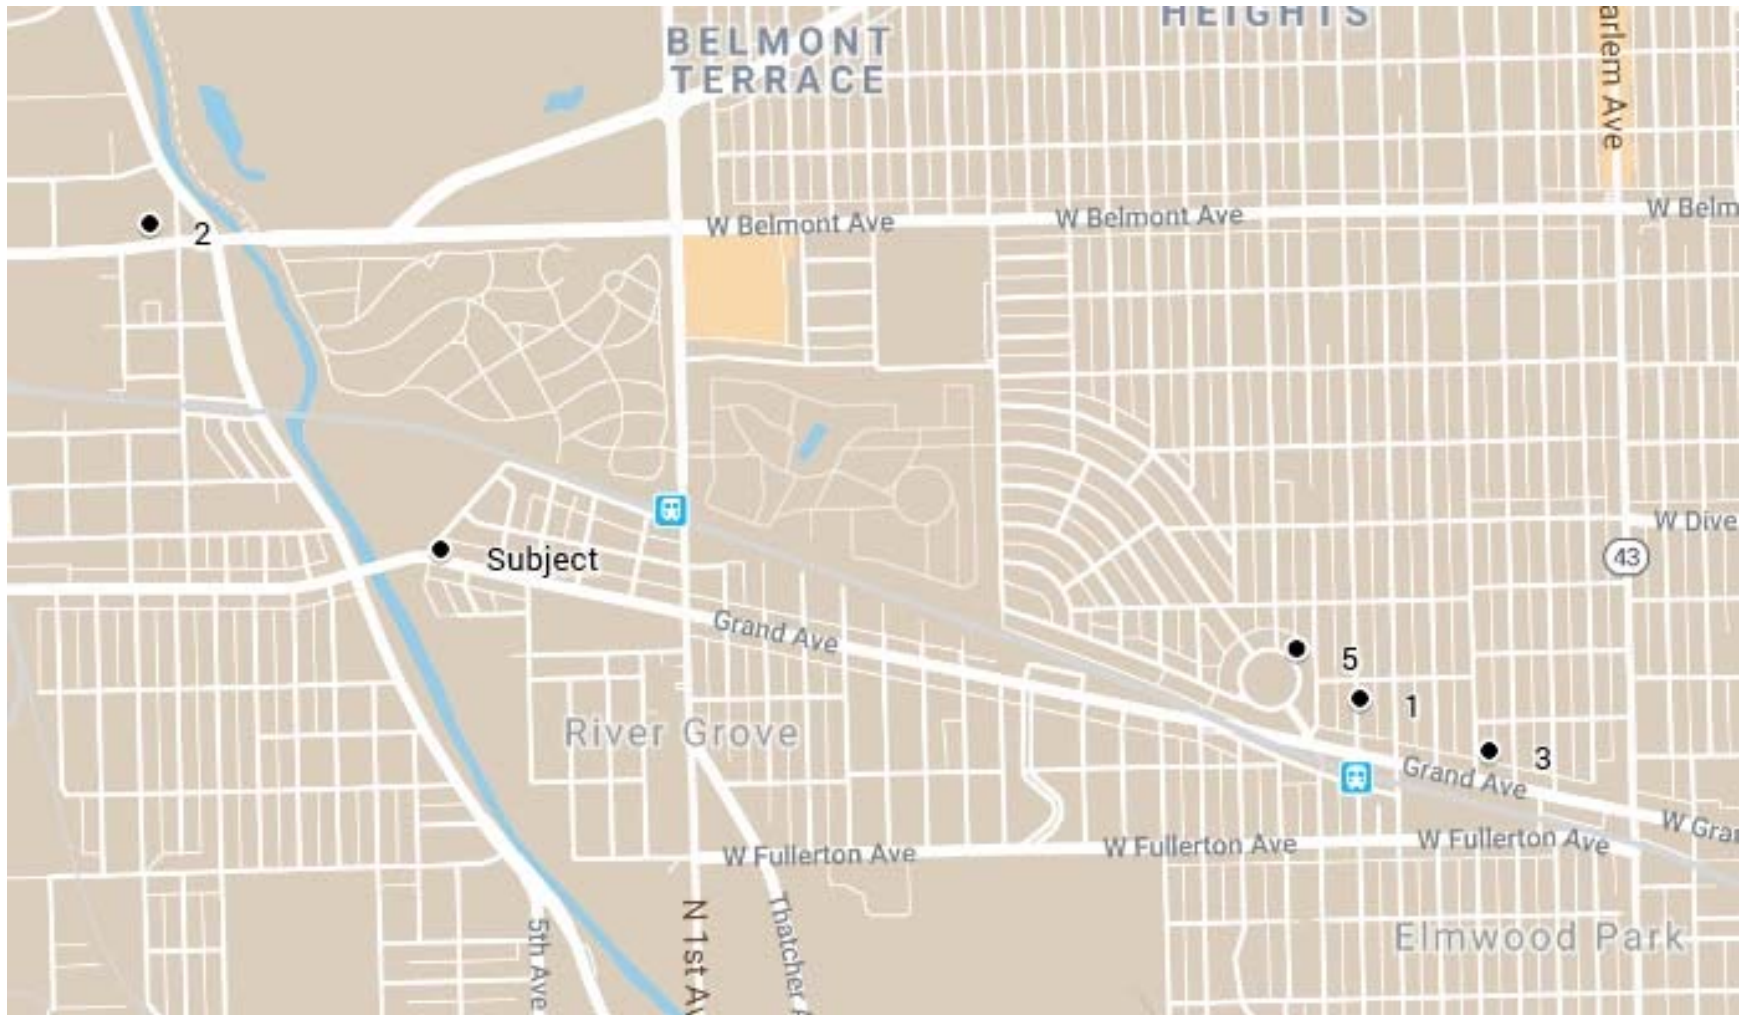 HEIGHTS
BELMONT
TERRACE
arlem Ave
W Belmont Ave
W Belmont Ave
W Belm
2
W Dive
43
Subject
Grand Ave
5
1
3
River Grove
Grand Ave
W Gra
W Fullerton Ave
W Fullerton Ave
W Fullerton Ave
Elmwood Park
5th Ave
N 1st Av
Thatcher A